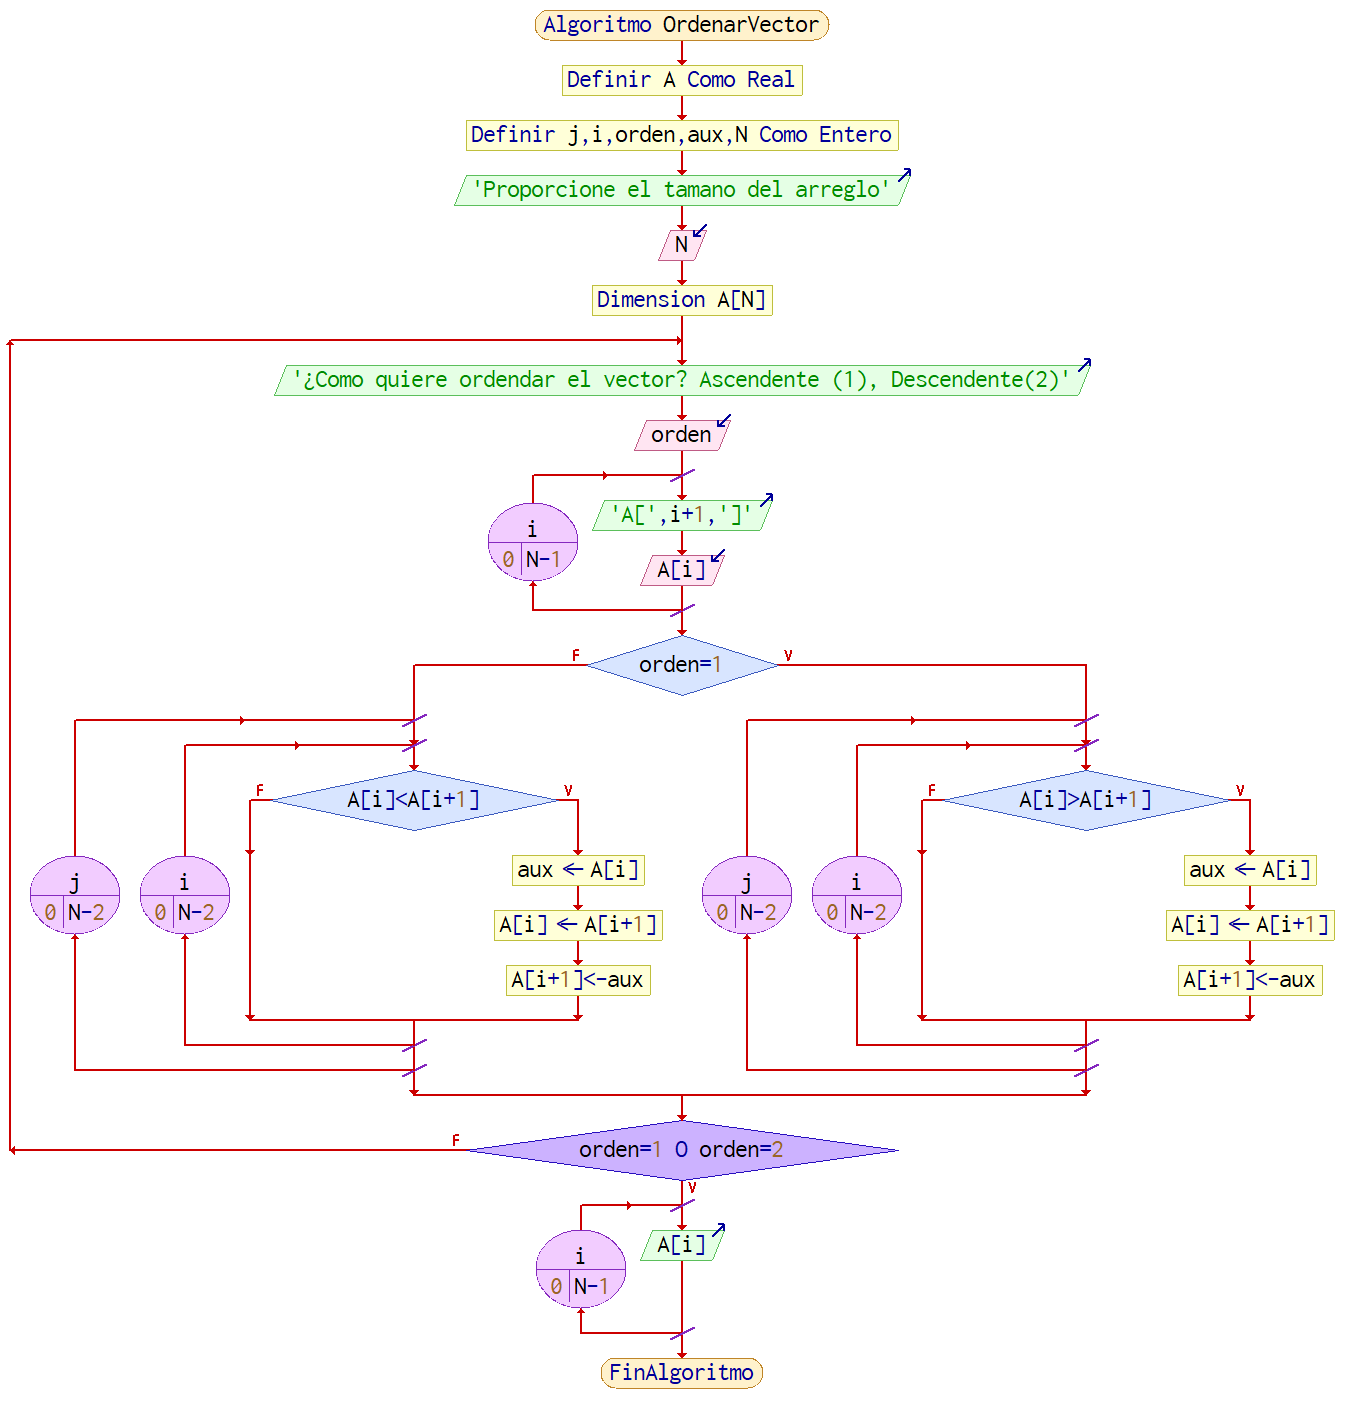 Algoritmo OrdenarVector
Definir A Como Real
Definir j,i,orden,aux,N Como Entero
'Proporcione el tamano del arreglo'
N
Dimension A[N]
'¿Como quiere ordendar el vector? Ascendente (1), Descendente(2)'
orden
'A[',i+1,']'
i
0 N-1
A[i]
F
orden=1
V
F
A[i]<A[i+1]
V
F
A[i]>A[i+1]
V
j
0 N-2
i
0 N-2
aux ← A[i]
A[i] ← A[i+1]
A[i+1]<-aux
j
0 N-2
i
0 N-2
aux ← A[i]
A[i] ← A[i+1]
A[i+1]<-aux
F
orden=1 O orden=2
V
i
0 N-1
A[i]
FinAlgoritmo